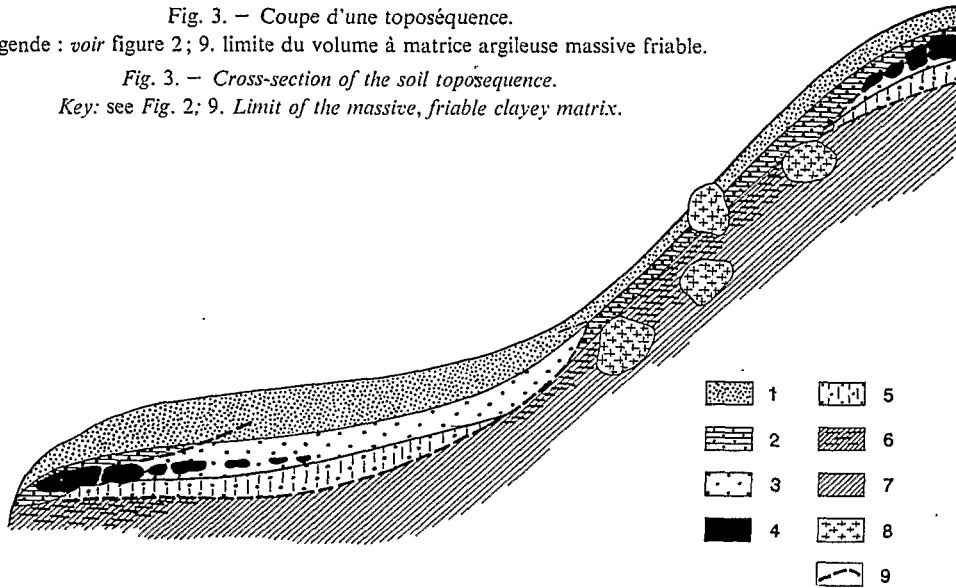 Fig. 3. — Coupe d'une toposéquence.
gende : voir figure 2; 9. limite du volume à matrice argileuse massive friable.
Fig. 3. — Cross-section of the soil toposequence.
Key: see Fig. 2; 9. Limit of the massive, friable clayey matrix.
1 5
2 6
3 7
4 8
9